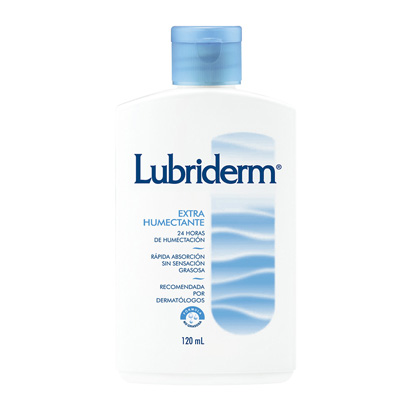 Lubriderm®
EXTRA
HUMECTANTE
24 HORAS
DE HUMECTACIÓN
RÁPIDA ABSORCIÓN
SIN SENSACIÓN
GRASOSA
RECOMENDADA
POR
DERMATÓLOGOS
120 mL